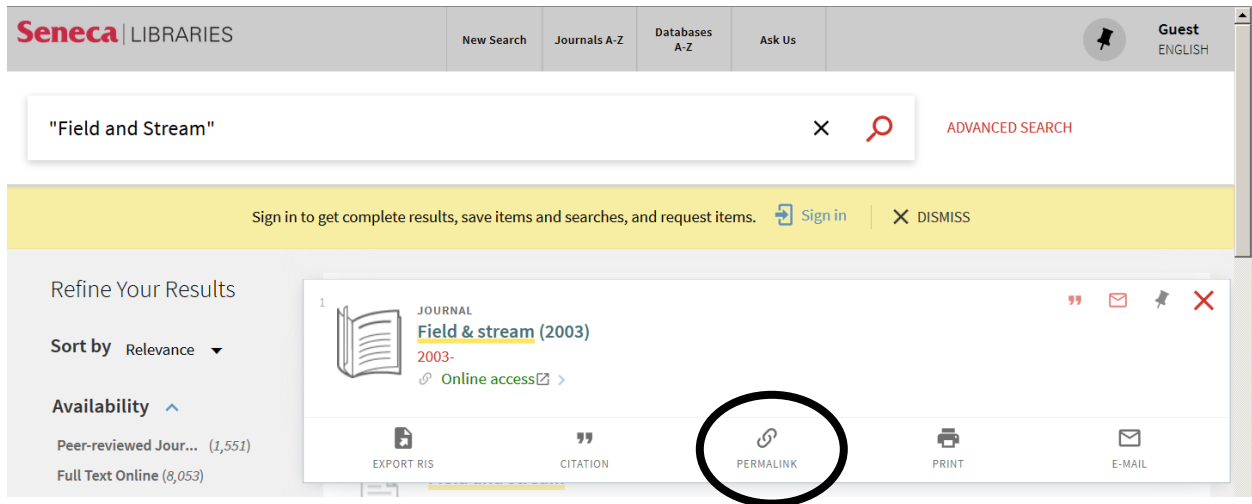 Seneca | LIBRARIES
New Search
Journals A-Z
Databases
A-Z
Ask Us
Guest
ENGLISH
"Field and Stream"
ADVANCED SEARCH
Sign in to get complete results, save items and searches, and request items.
Sign in
DISMISS
Refine Your Results
Sort by Relevance
Availability
Peer-reviewed Jour... (1,551)
Full Text Online (8,053)
1
JOURNAL
Field & stream (2003)
2003-
Online access
EXPORT RIS
CITATION
PERMALINK
PRINT
E-MAIL
Field and stream